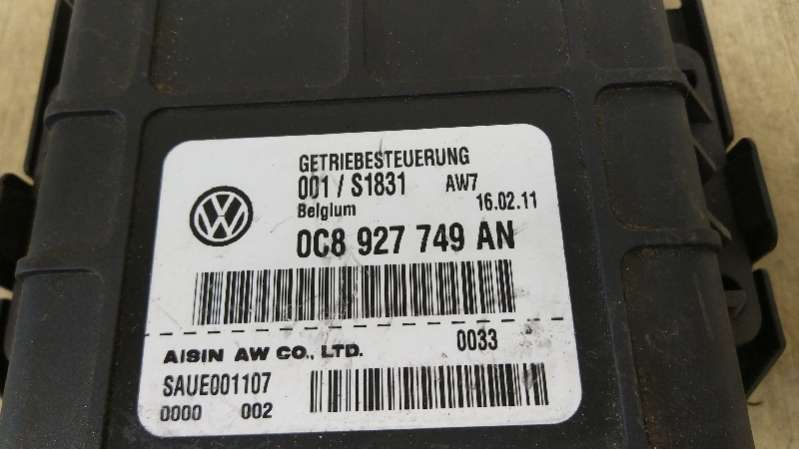 GETRIEBESTEUERUNG
001 / S1831 AW7 16.02.11
Belgium
0C8 927 749 AN
AISIN AW CO., LTD. 0033
SAUE001107
0000 002